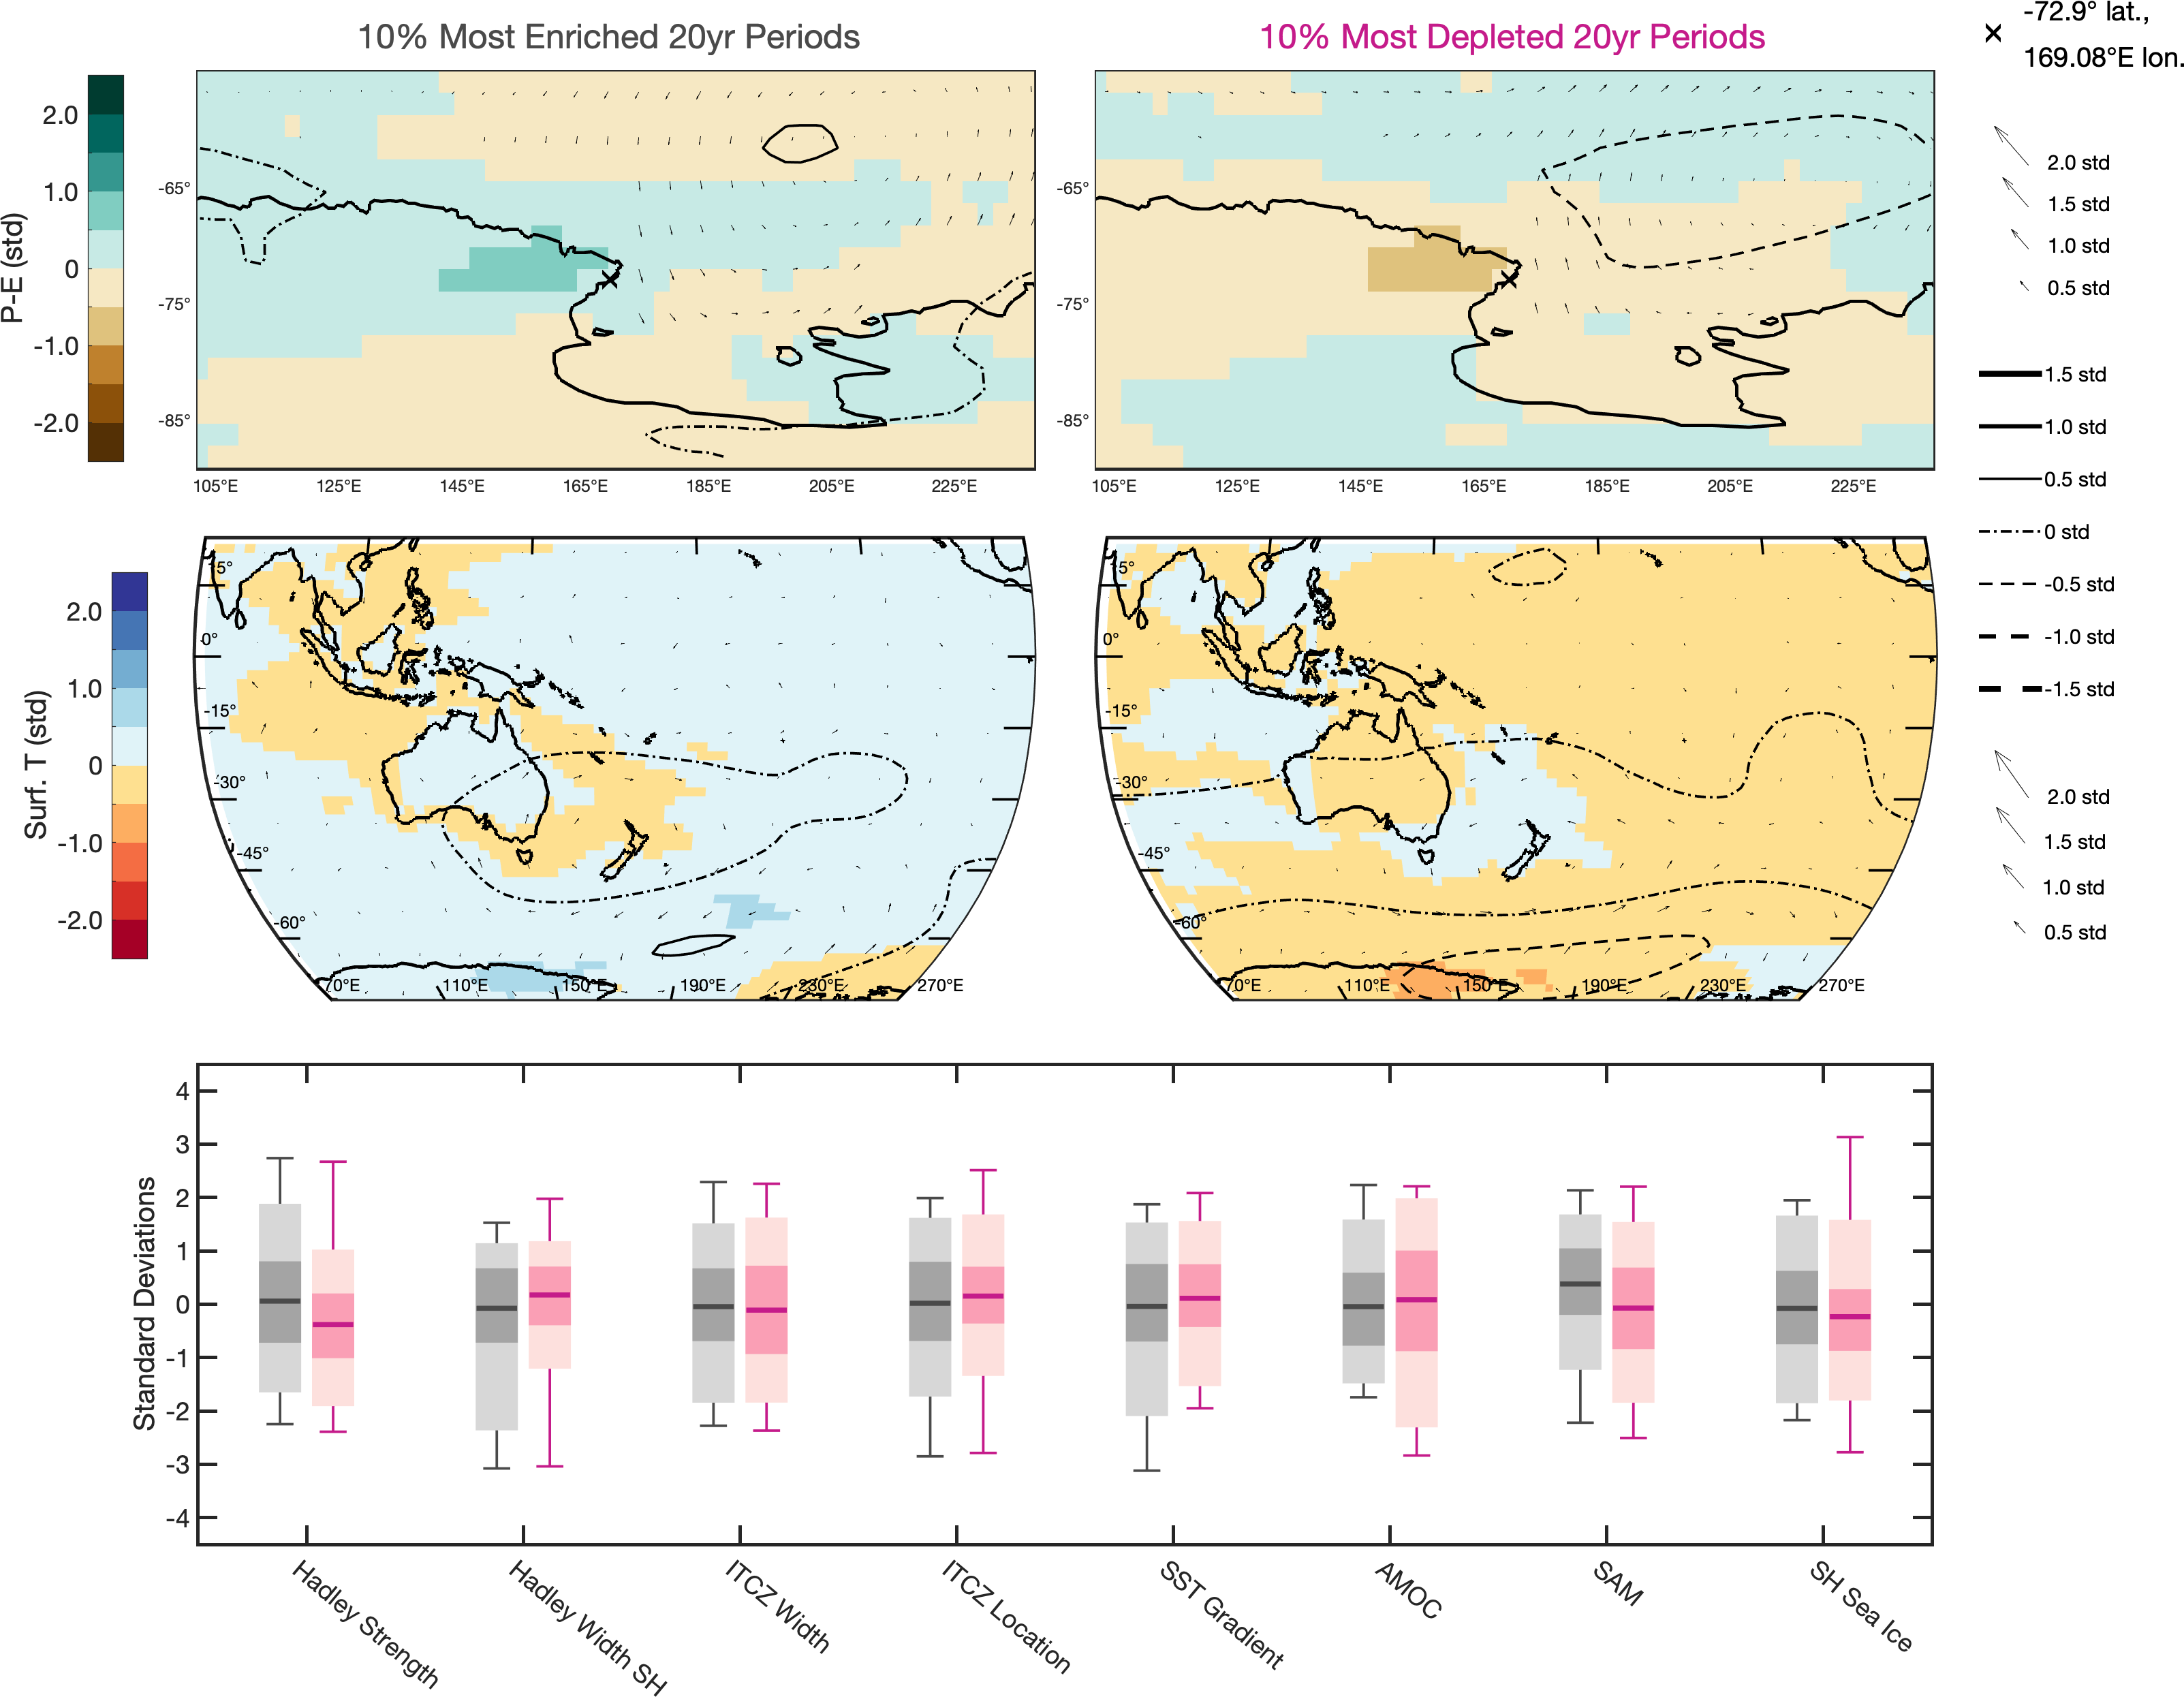 10% Most Enriched 20yr Periods
10% Most Depleted 20yr Periods
-72.9° lat.,
169.08°E lon.
P-E (std)
2.0
1.0
0
-1.0
-2.0
-65°
-75°
-85°
105°E
125°E
145°E
165°E
185°E
205°E
225°E
-65°
-75°
-85°
105°E
125°E
145°E
165°E
185°E
205°E
225°E
2.0 std
1.5 std
1.0 std
0.5 std
1.5 std
1.0 std
0.5 std
0 std
-0.5 std
-1.0 std
-1.5 std
Surf. T (std)
2.0
1.0
0
-1.0
-2.0
0°
-15°
-30°
-45°
-60°
70°E
110°E
150°E
190°E
230°E
270°E
0°
-15°
-30°
-45°
-60°
70°E
110°E
150°E
190°E
230°E
270°E
2.0 std
1.5 std
1.0 std
0.5 std
Standard Deviations
4
3
2
1
0
-1
-2
-3
-4
Hadley Strength
Hadley Width SH
ITCZ Width
ITCZ Location
SST Gradient
AMOC
SAM
SH Sea Ice